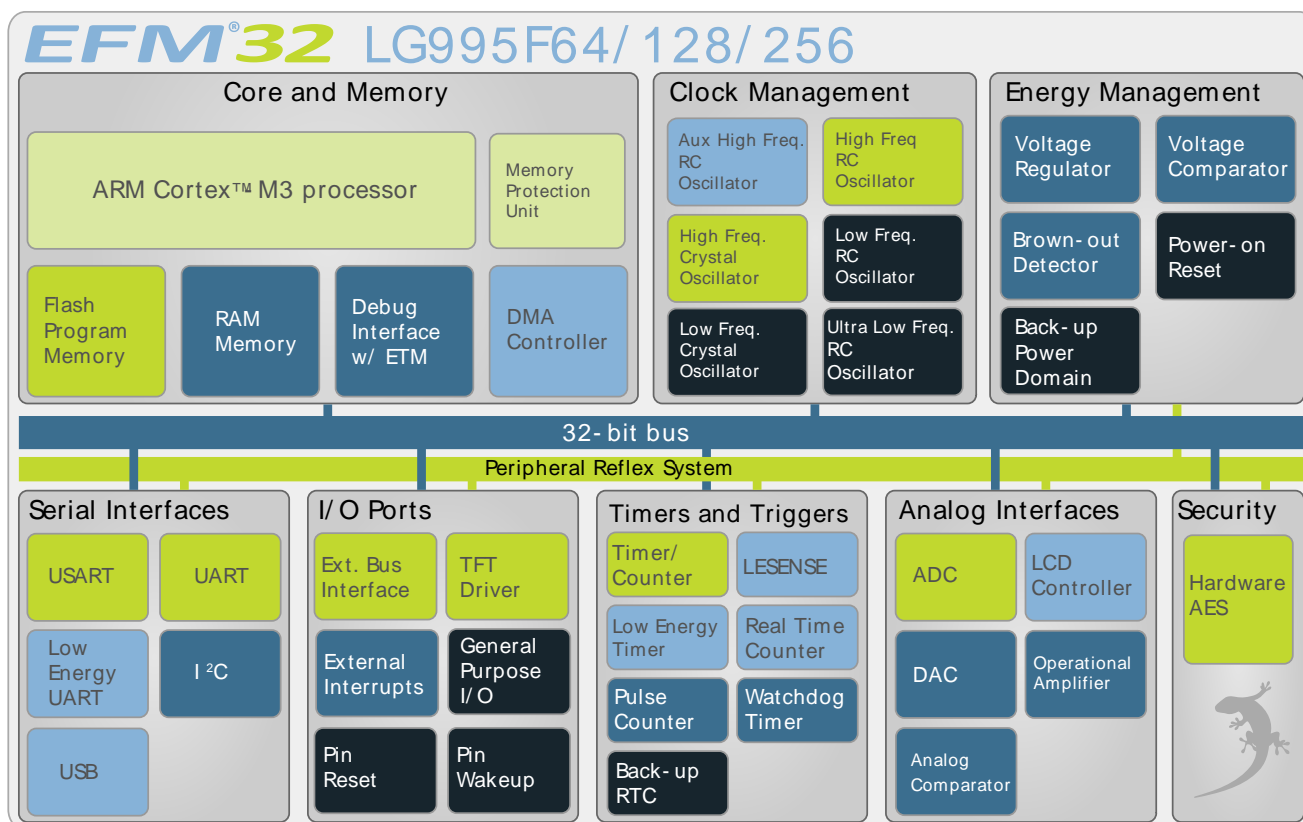 EFM®32 LG995F64/128/256
Core and Memory
ARM Cortex™ M3 processor
Memory
Protection
Unit
Flash
Program
Memory
RAM
Memory
Debug
Interface
w/ ETM
DMA
Controller
Clock Management
Aux High Freq.
RC
Oscillator
High Freq
RC
Oscillator
High Freq.
Crystal
Oscillator
Low Freq.
RC
Oscillator
Low Freq.
Crystal
Oscillator
Ultra Low Freq.
RC
Oscillator
Energy Management
Voltage
Regulator
Voltage
Comparator
Brown-out
Detector
Power-on
Reset
Back-up
Power
Domain
32-bit bus
Peripheral Reflex System
Serial Interfaces
USART
UART
Low
Energy
UART
I²C
USB
I/O Ports
Ext. Bus
Interface
TFT
Driver
External
Interrupts
General
Purpose
I/O
Pin
Reset
Pin
Wakeup
Timers and Triggers
Timer/
Counter
LESENSE
Low Energy
Timer
Real Time
Counter
Pulse
Counter
Watchdog
Timer
Back-up
RTC
Analog Interfaces
ADC
LCD
Controller
DAC
Operational
Amplifier
Analog
Comparator
Security
Hardware
AES